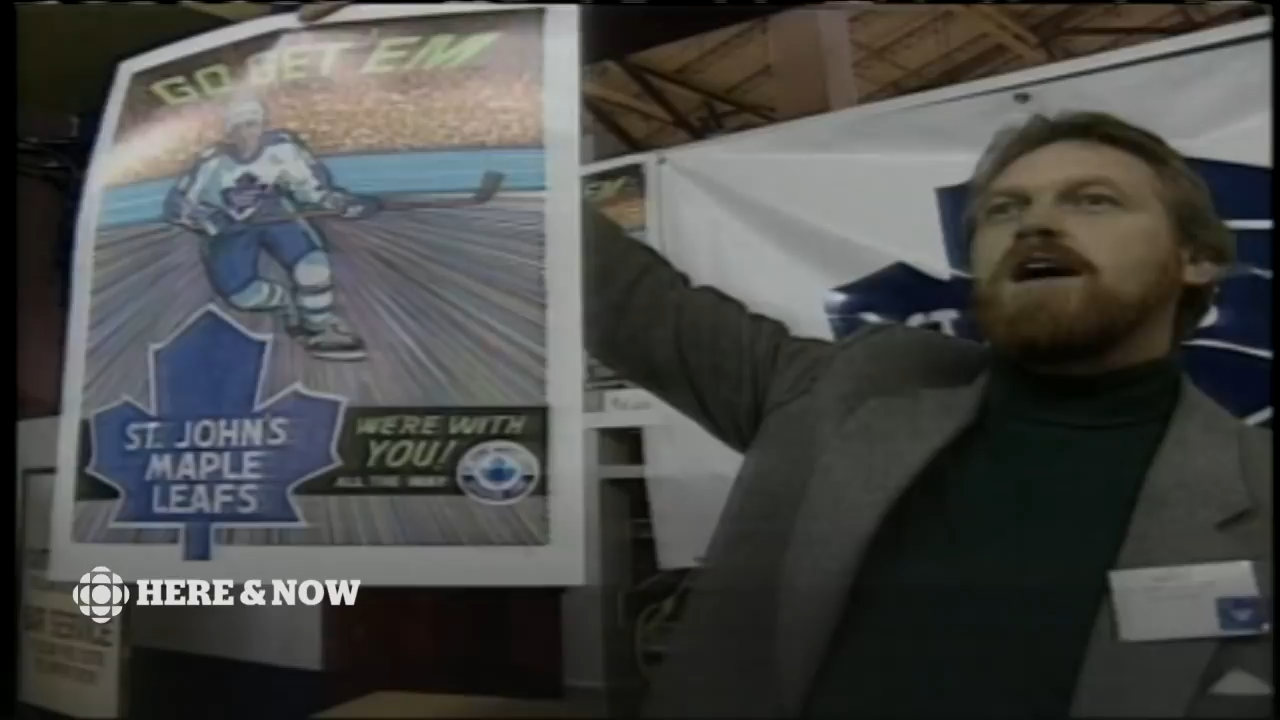 GO GET 'EM
ST. JOHN'S
MAPLE
LEAFS
WE'RE WITH
YOU!
ALL THE WAY
HERE & NOW